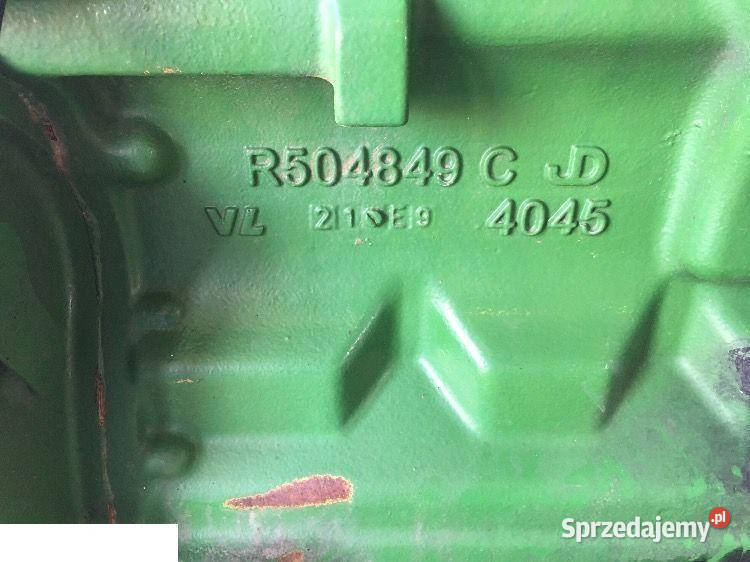 R504849 C JD
VL 21 E9 4045
Sprzedajemy.pl